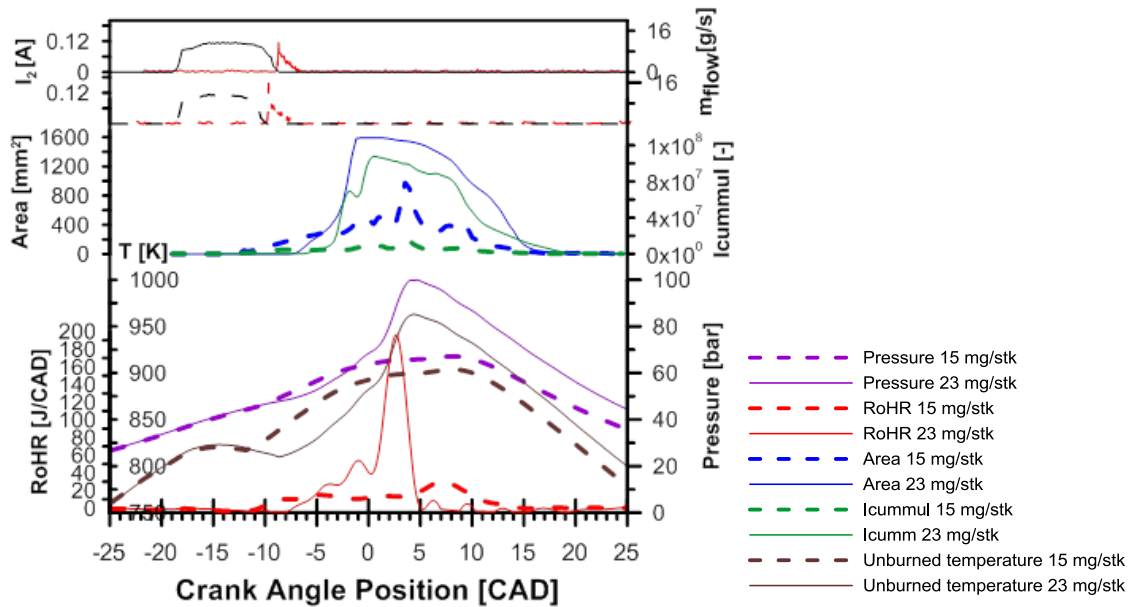 I2 [A]
0.12
0
0.12
16
0
16
mflow[g/s]
Area [mm²]
1600
1200
800
400
0
1x10⁸
8x10⁷
4x10⁷
0x10⁰
Icummul [-]
T [K]
1000
950
900
850
800
750
RoHR [J/CAD]
200
180
160
140
120
100
80
60
40
20
0
100
80
60
40
20
0
Pressure [bar]
-25 -20 -15 -10 -5 0 5 10 15 20 25
Crank Angle Position [CAD]
Pressure 15 mg/stk
Pressure 23 mg/stk
RoHR 15 mg/stk
RoHR 23 mg/stk
Area 15 mg/stk
Area 23 mg/stk
Icummul 15 mg/stk
Icumm 23 mg/stk
Unburned temperature 15 mg/stk
Unburned temperature 23 mg/stk